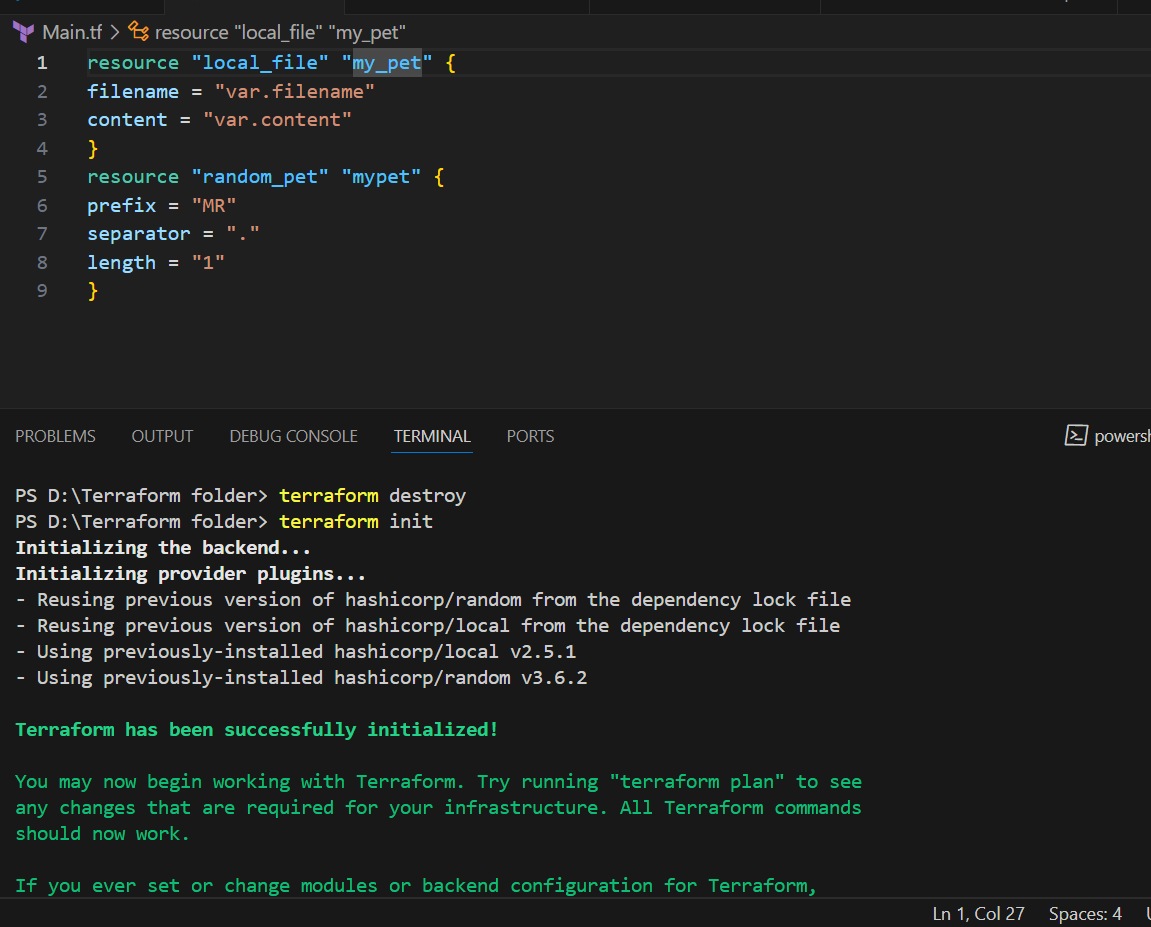 Main.tf > resource "local_file" "my_pet"
1 resource "local_file" "my_pet" {
2 filename = "var.filename"
3 content = "var.content"
4 }
5 resource "random_pet" "mypet" {
6 prefix = "MR"
7 separator = "."
8 length = "1"
9 }
PROBLEMS OUTPUT DEBUG CONSOLE TERMINAL PORTS powersh
PS D:\Terraform folder> terraform destroy
PS D:\Terraform folder> terraform init
Initializing the backend...
Initializing provider plugins...
- Reusing previous version of hashicorp/random from the dependency lock file
- Reusing previous version of hashicorp/local from the dependency lock file
- Using previously-installed hashicorp/local v2.5.1
- Using previously-installed hashicorp/random v3.6.2
Terraform has been successfully initialized!
You may now begin working with Terraform. Try running "terraform plan" to see
any changes that are required for your infrastructure. All Terraform commands
should now work.
If you ever set or change modules or backend configuration for Terraform,
Ln 1, Col 27 Spaces: 4